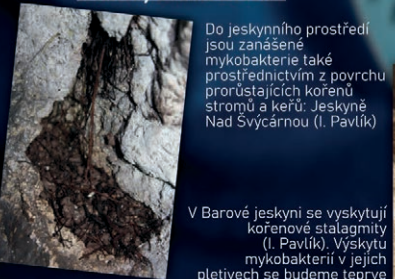 Do jeskynního prostředí
jsou zanášené
mykobakterie také
prostřednictvím z povrchu
prorůstajících kořenů
stromů a keřů: Jeskyně
Nad Švýcárnou (I. Pavlík)
V Barové jeskyni se vyskytují
kořenové stalagmity
(I. Pavlík). Výskytu
mykobakterií v jejich
pletivech se budeme teprve